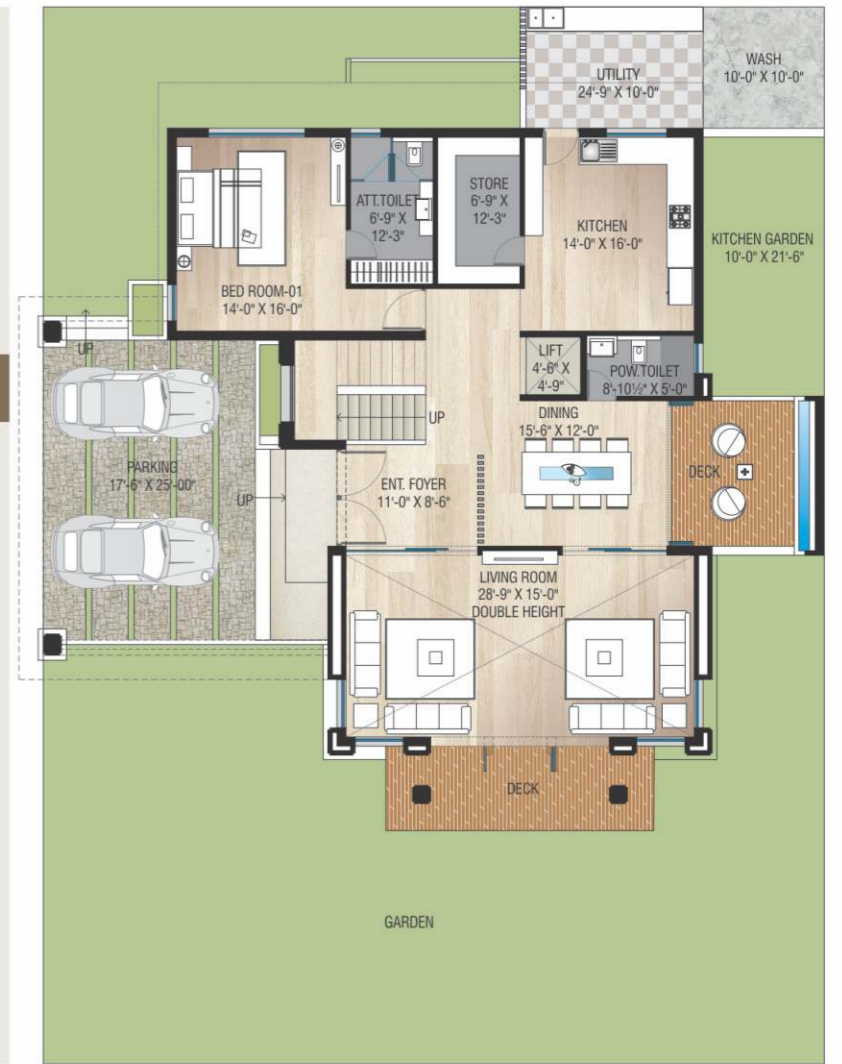 WASH
10'-0" X 10'-0"
UTILITY
24'-9" X 10'-0"
ATT.TOILET
6'-9" X
12'-3"
STORE
6'-9" X
12'-3"
KITCHEN
14'-0" X 16'-0"
KITCHEN GARDEN
10'-0" X 21'-6"
BED ROOM-01
14'-0" X 16'-0"
UP
LIFT
4'-6" X
4'-9"
POW.TOILET
8'-10½" X 5'-0"
UP
DINING
15'-6" X 12'-0"
DECK
PARKING
17'-6" X 25'-00"
UP
ENT. FOYER
11'-0" X 8'-6"
LIVING ROOM
28'-9" X 15'-0"
DOUBLE HEIGHT
DECK
GARDEN